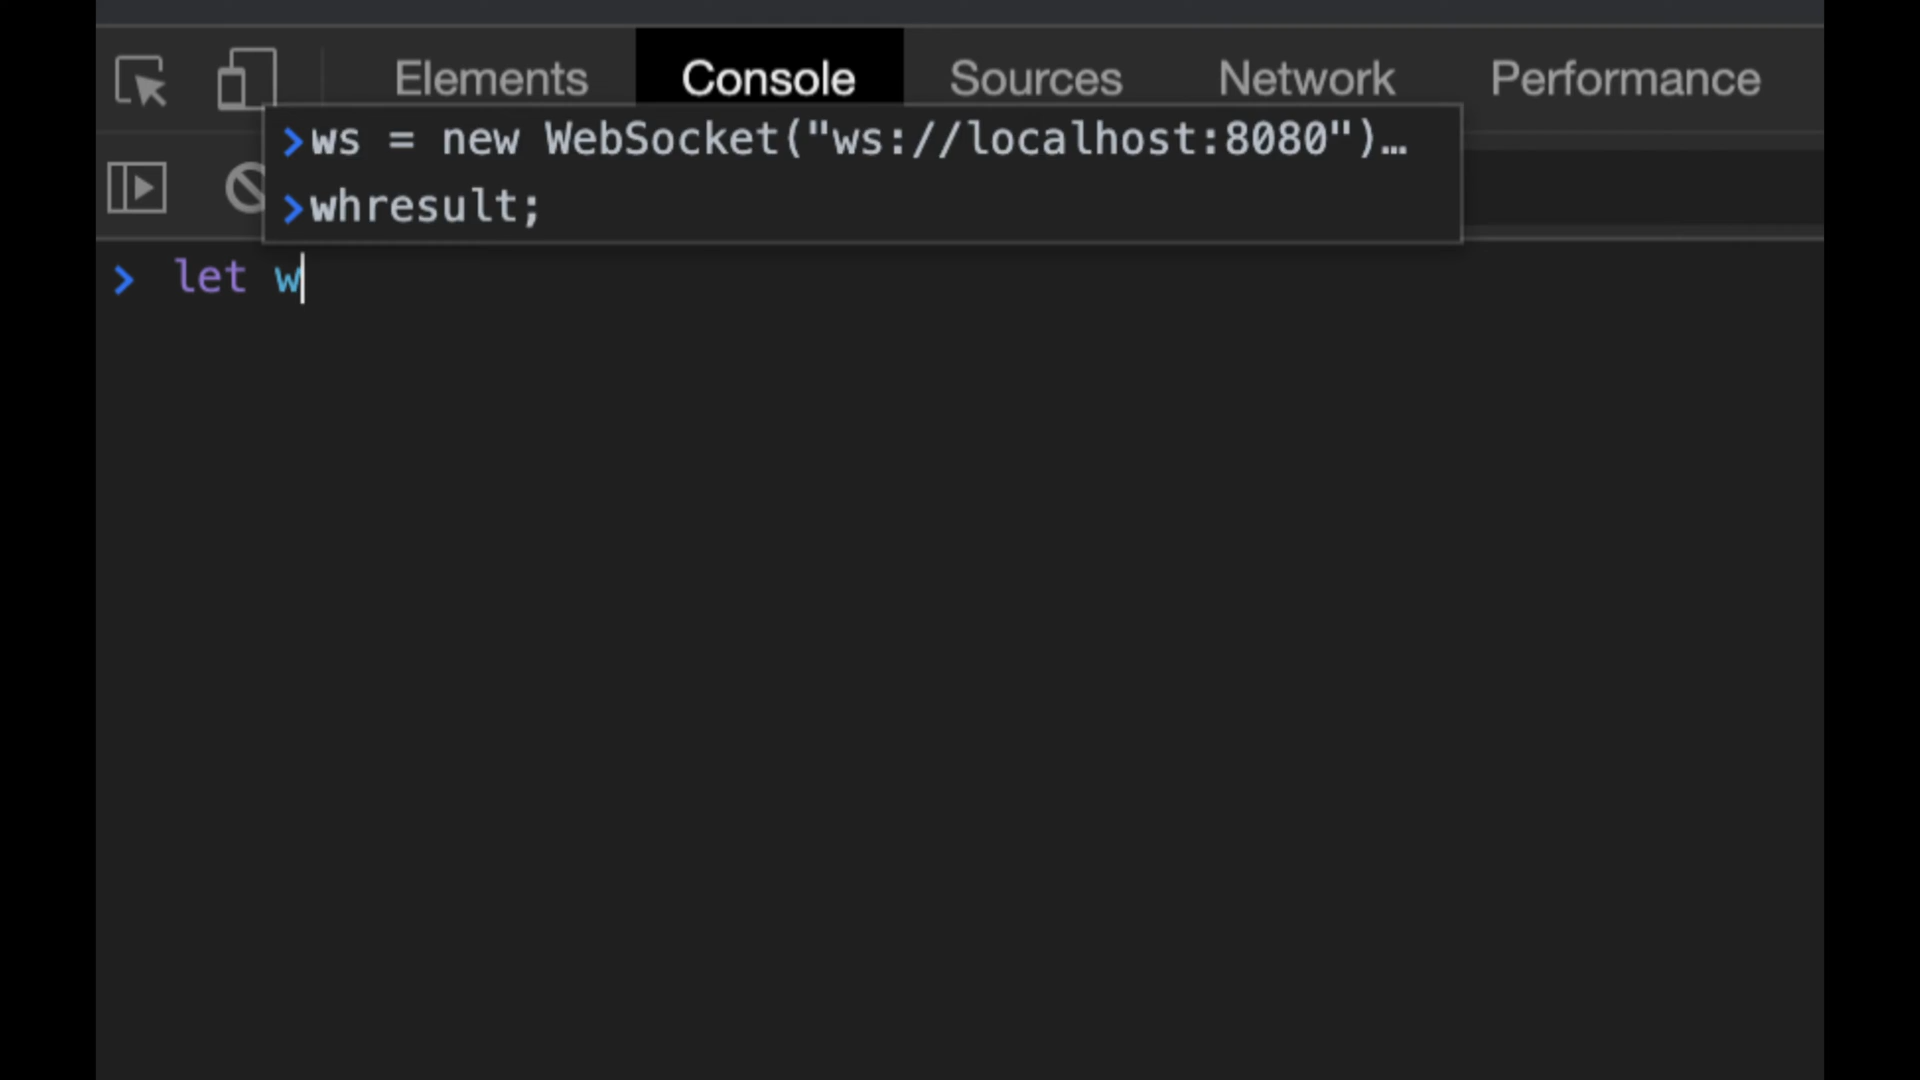 Elements Console Sources Network Performance
>ws = new WebSocket("ws://localhost:8080")…
>whresult;
> let w